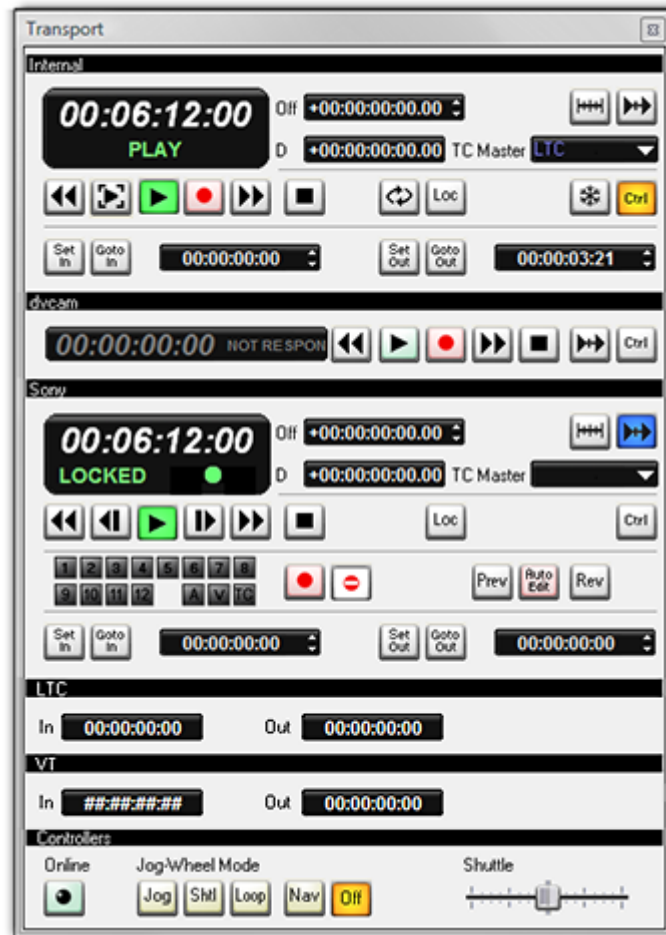 Transport
Internal
00:06:12:00
PLAY
Off +00:00:00:00.00
D +00:00:00:00.00 TC Master LTC
Loc Ctrl
Set In Goto In 00:00:00:00 Set Out Goto Out 00:00:03:21
dvcam
00:00:00:00 NOT RESPON Ctrl
Sony
00:06:12:00
LOCKED
Off +00:00:00:00.00
D +00:00:00:00.00 TC Master
Loc Ctrl
1 2 3 4 5 6 7 8
9 10 11 12 A V TC
Prev Auto Edit Rev
Set In Goto In 00:00:00:00 Set Out Goto Out 00:00:00:00
LTC
In 00:00:00:00 Out 00:00:00:00
VT
In ##:##:##:## Out 00:00:00:00
Controllers
Online Jog-Wheel Mode Shuttle
Jog Shtl Loop Nav Off